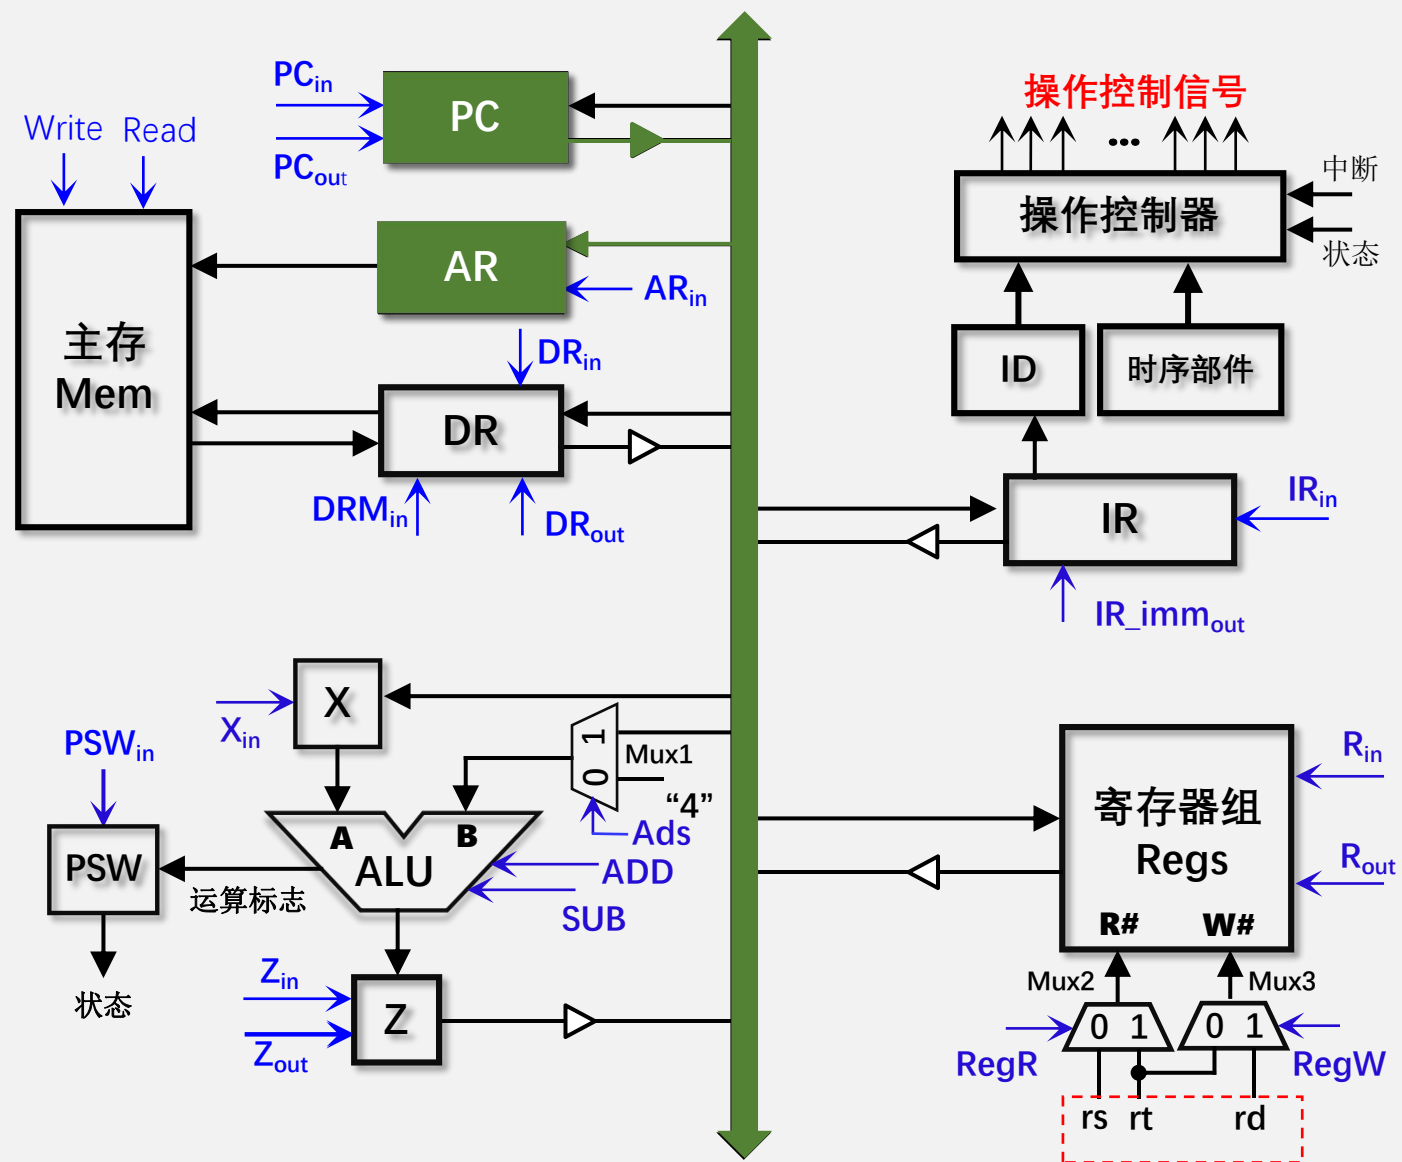 PCin
PC
操作控制信号
Write
Read
PCout
•••
中断
操作控制器
状态
AR
ARin
主存
Mem
DRin
ID
时序部件
DR
DRMin
DRout
IRin
IR
IR_immout
X
Xin
PSWin
1
Mux1
0
"4"
Rin
寄存器组
Regs
A
B
Ads
PSW
ALU
ADD
Rout
运算标志
SUB
R#
W#
Zin
Mux2
Mux3
状态
Z
0 1
0 1
Zout
RegR
RegW
rs
rt
rd